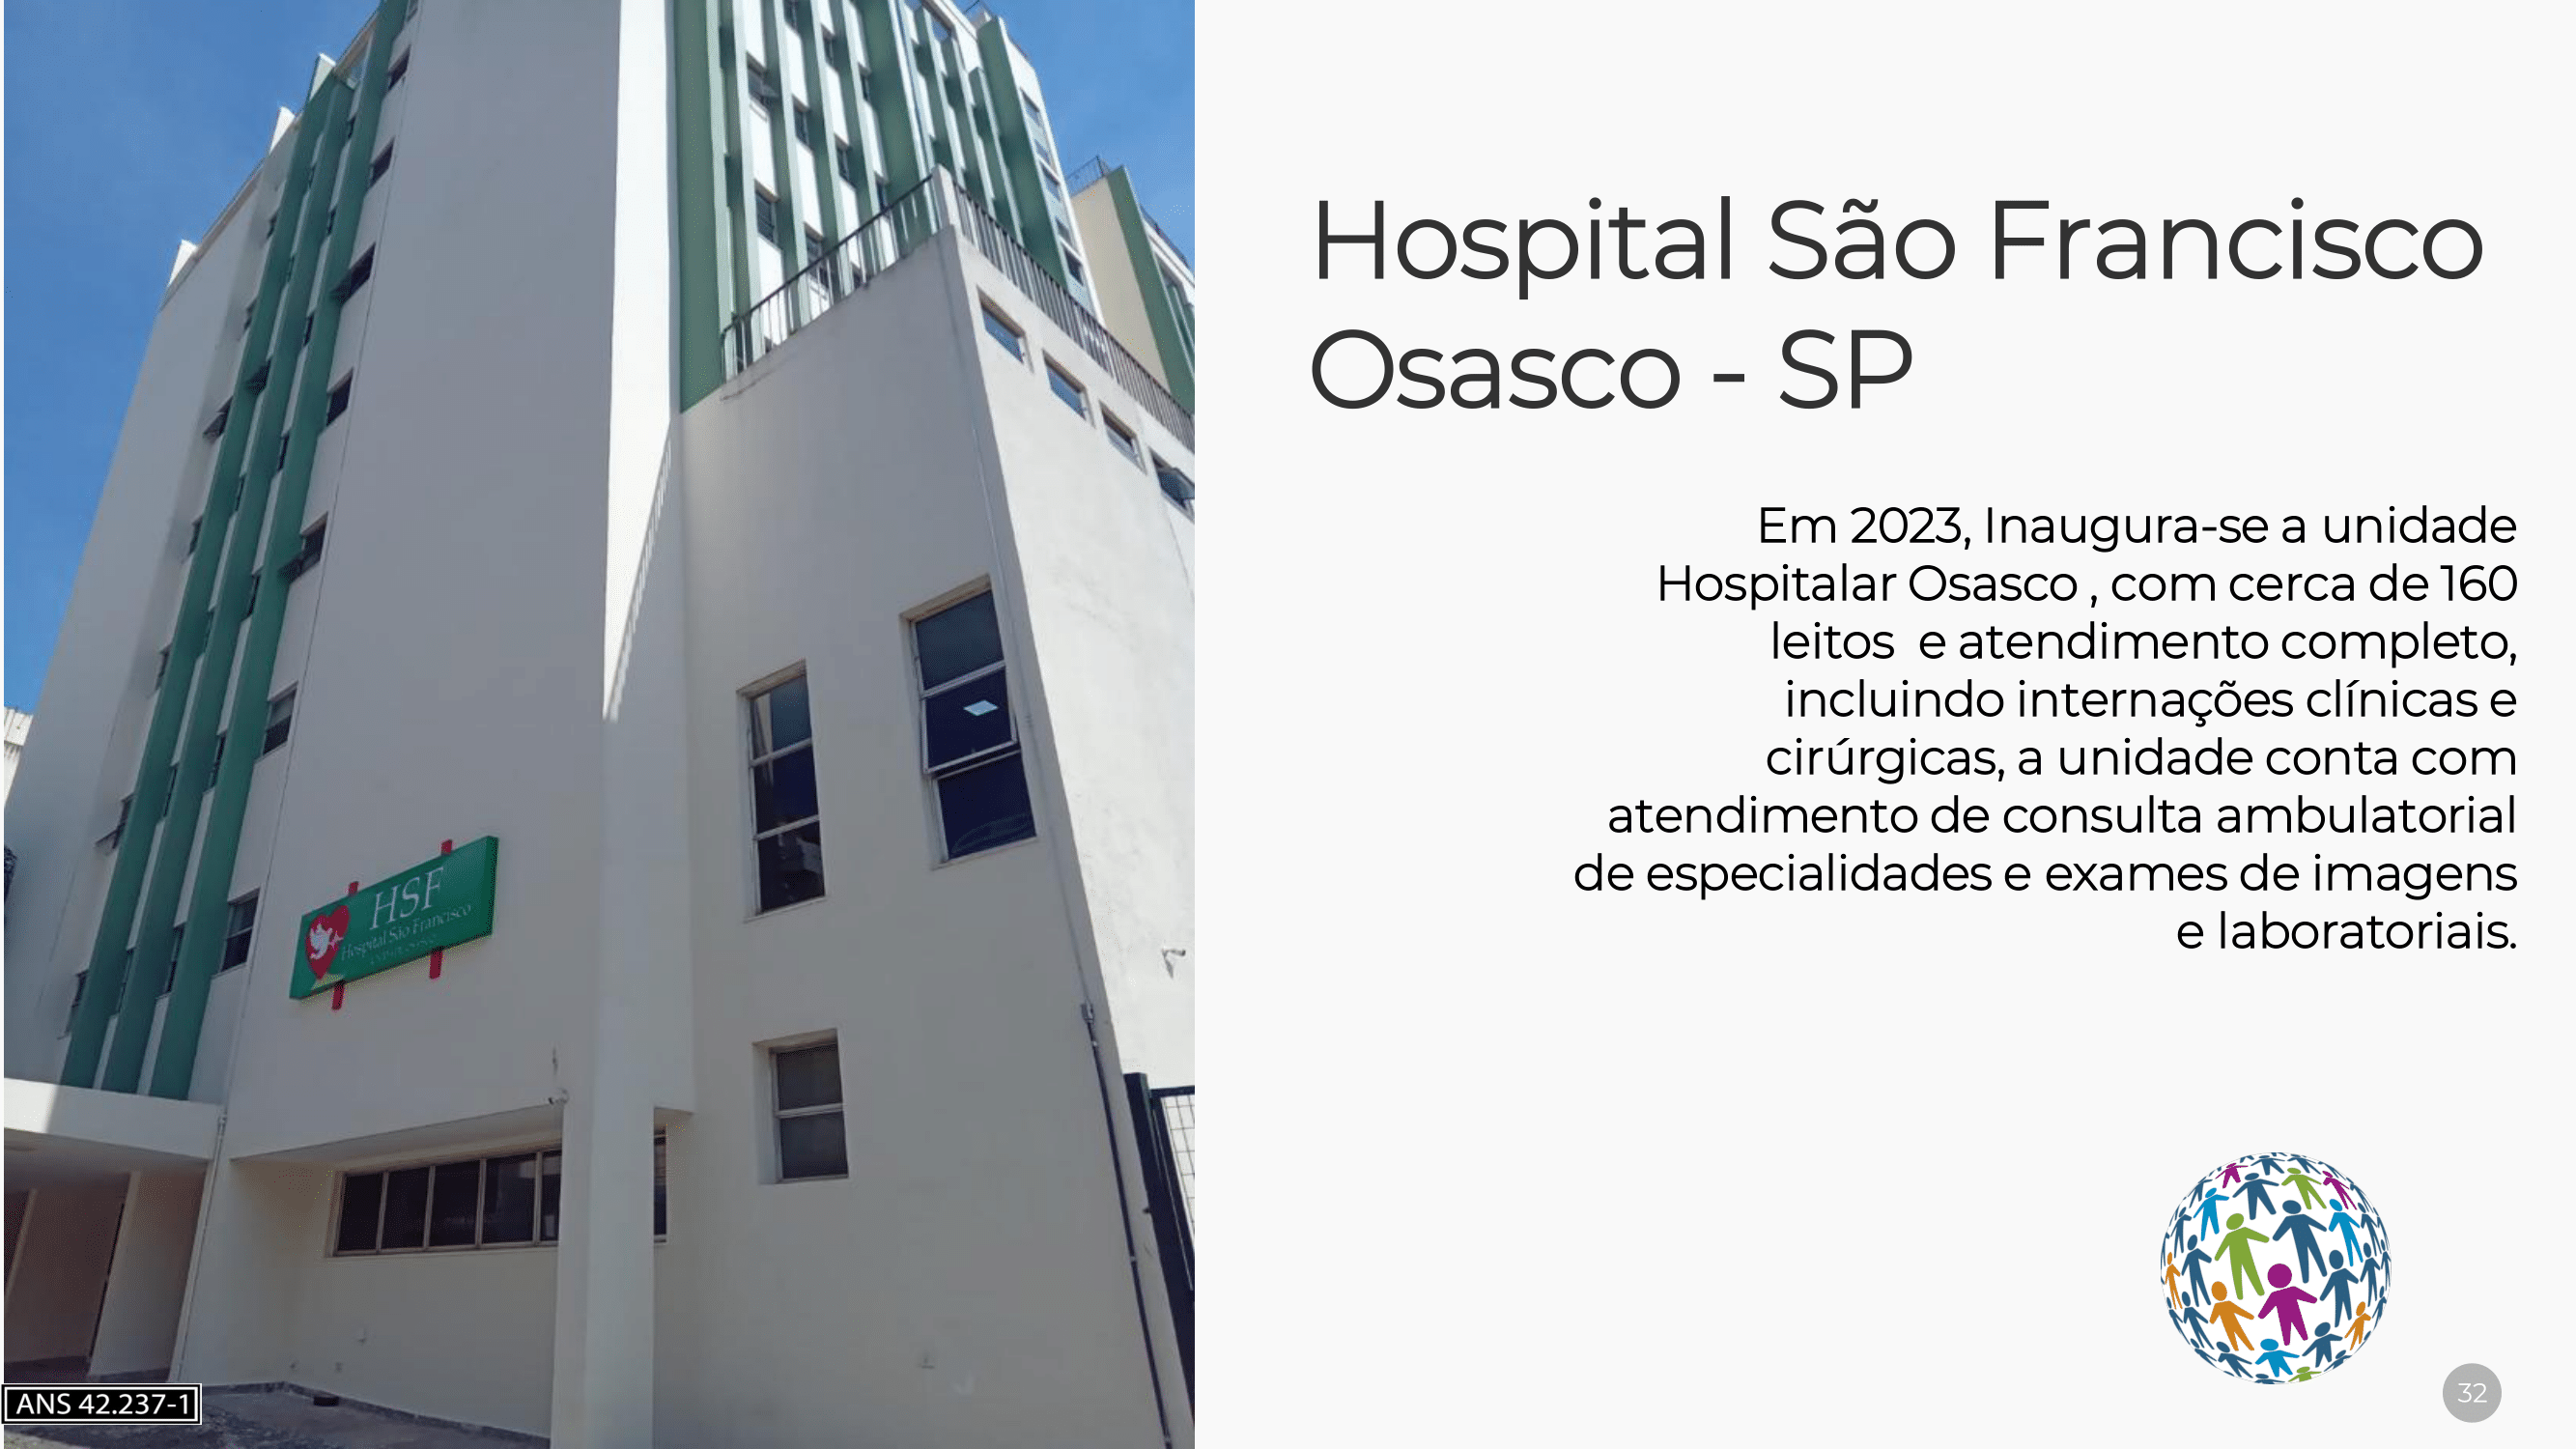 Hospital São Francisco
Osasco - SP
Em 2023, Inaugura-se a unidade
Hospitalar Osasco , com cerca de 160
leitos  e atendimento completo,
incluindo internações clínicas e
cirúrgicas, a unidade conta com
atendimento de consulta ambulatorial
de especialidades e exames de imagens
e laboratoriais.
HSF
Hospital São Francisco
ANS 42.237-1
32